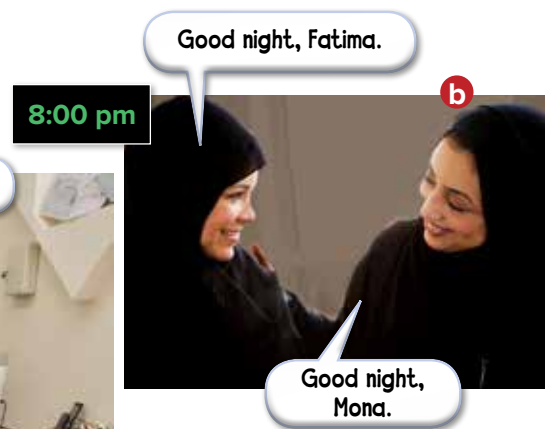 Good night, Fatima.
8:00 pm
b
Good night,
Mona.